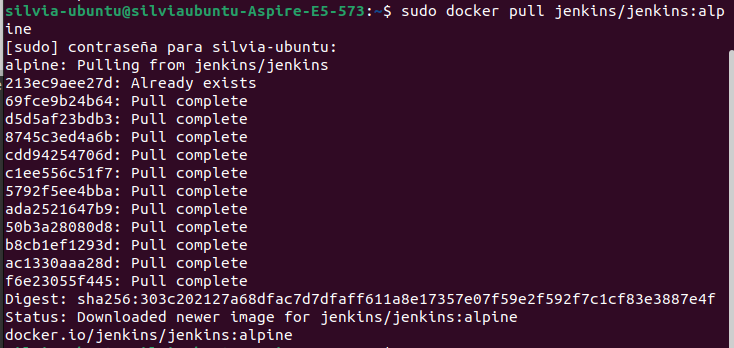 silvia-ubuntu@silviaubuntu-Aspire-E5-573:~$ sudo docker pull jenkins/jenkins:alp
ine
[sudo] contraseña para silvia-ubuntu:
alpine: Pulling from jenkins/jenkins
213ec9aee27d: Already exists
69fce9b24b64: Pull complete
d5d5af23bdb3: Pull complete
8745c3ed4a6b: Pull complete
cdd94254706d: Pull complete
c1ee556c51f7: Pull complete
5792f5ee4bba: Pull complete
ada2521647b9: Pull complete
50b3a28080d8: Pull complete
b8cb1ef1293d: Pull complete
ac1330aaa28d: Pull complete
f6e23055f445: Pull complete
Digest: sha256:303c202127a68dfac7d7dfaff611a8e17357e07f59e2f592f7c1cf83e3887e4f
Status: Downloaded newer image for jenkins/jenkins:alpine
docker.io/jenkins/jenkins:alpine